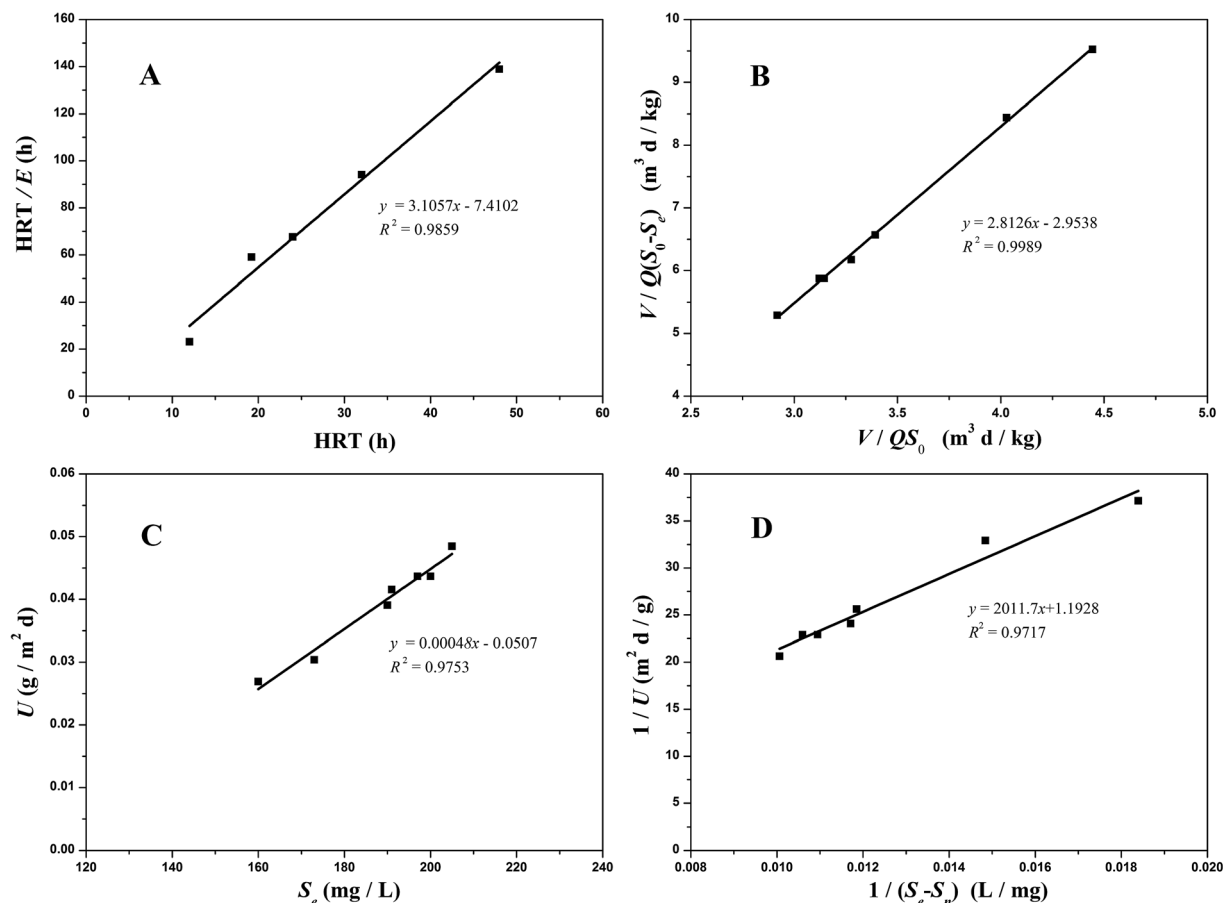 160
140
120
100
80
60
40
20
0
HRT / E (h)
A
y = 3.1057x - 7.4102
R² = 0.9859
0 10 20 30 40 50 60
HRT (h)
10
9
8
7
6
5
4
V / Q(S₀-Sₑ) (m³ d / kg)
B
y = 2.8126x - 2.9538
R² = 0.9989
2.5 3.0 3.5 4.0 4.5 5.0
V / QS₀ (m³ d / kg)
0.06
0.05
0.04
0.03
0.02
0.01
0.00
U (g / m² d)
C
y = 0.00048x - 0.0507
R² = 0.9753
120 140 160 180 200 220 240
Sₑ (mg / L)
40
35
30
25
20
15
10
5
0
1 / U (m² d / g)
D
y = 2011.7x+1.1928
R² = 0.9717
0.008 0.010 0.012 0.014 0.016 0.018 0.020
1 / (Sₑ-Sₙ) (L / mg)